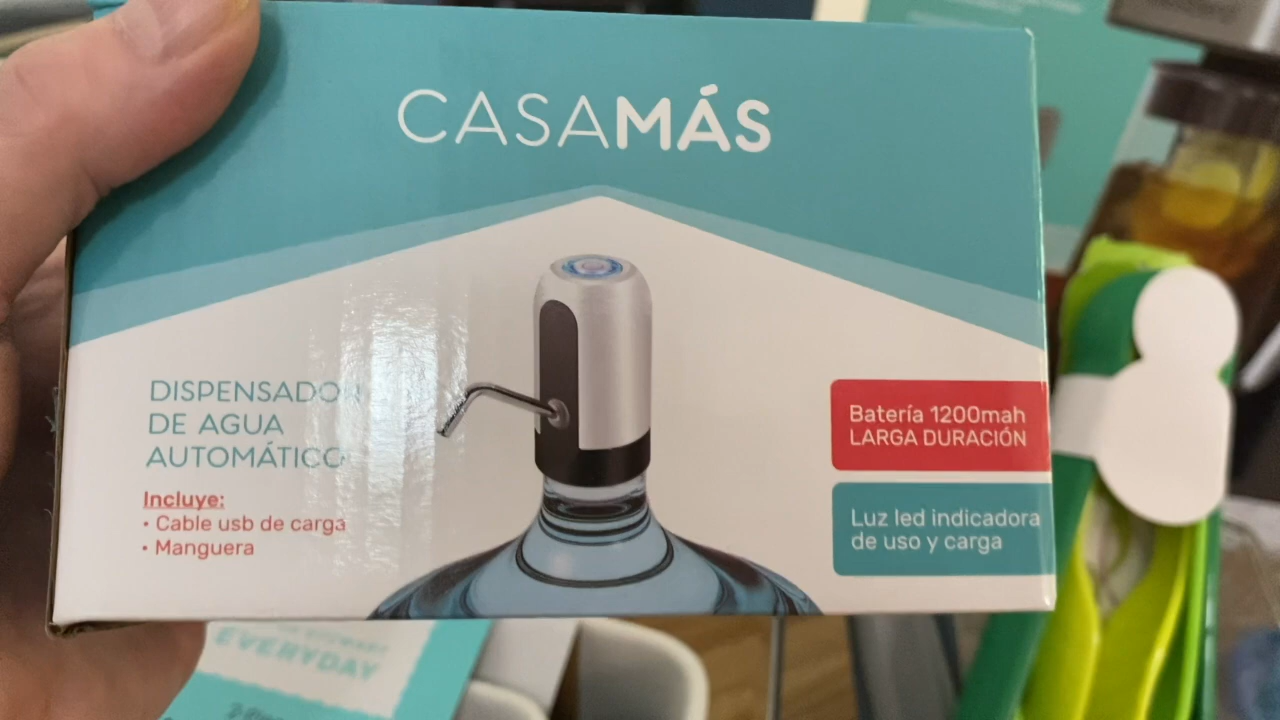 CASAMÁS
DISPENSADOR
DE AGUA
AUTOMÁTICO
Incluye:
• Cable usb de carga
• Manguera
Batería 1200mah
LARGA DURACIÓN
Luz led indicadora
de uso y carga
EVERYDAY